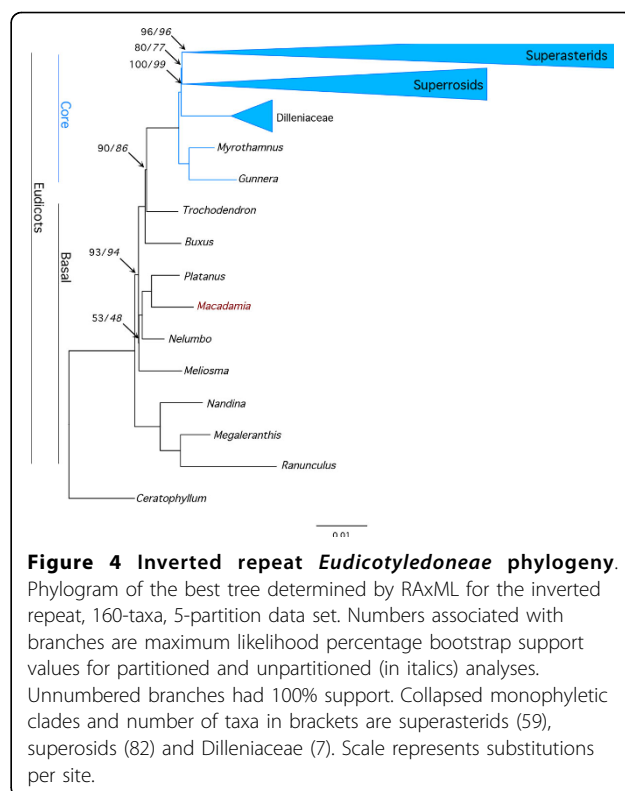 96/96
80/77
100/99
Superasterids
Superrosids
Dilleniaceae
Core
Myrothamnus
90/86
Gunnera
Eudicots
Trochodendron
Buxus
Basal
93/94
Platanus
Macadamia
53/48
Nelumbo
Meliosma
Nandina
Megaleranthis
Ranunculus
Ceratophyllum
0.01
Figure 4 Inverted repeat Eudicotyledoneae phylogeny.
Phylogram of the best tree determined by RAxML for the inverted
repeat, 160-taxa, 5-partition data set. Numbers associated with
branches are maximum likelihood percentage bootstrap support
values for partitioned and unpartitioned (in italics) analyses.
Unnumbered branches had 100% support. Collapsed monophyletic
clades and number of taxa in brackets are superasterids (59),
superosids (82) and Dilleniaceae (7). Scale represents substitutions
per site.